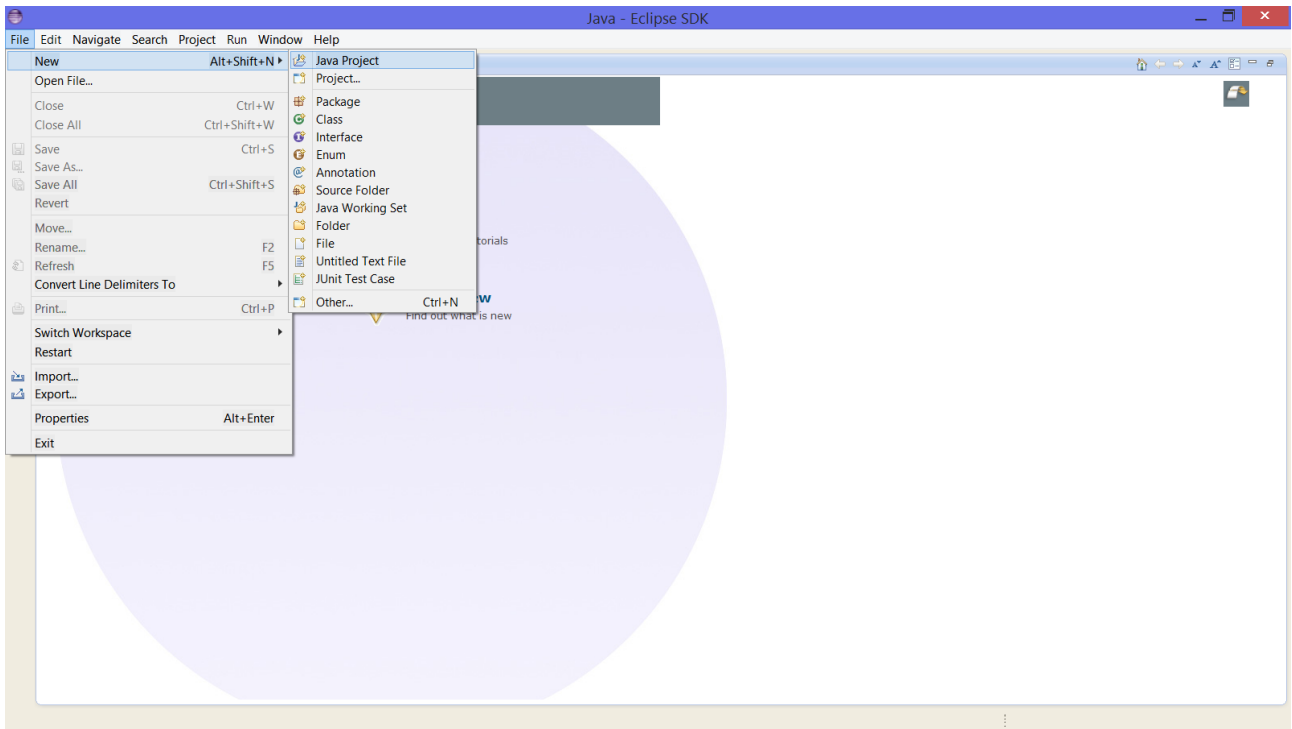 Java - Eclipse SDK
File Edit Navigate Search Project Run Window Help
New Alt+Shift+N
Open File...
Close Ctrl+W
Close All Ctrl+Shift+W
Save Ctrl+S
Save As...
Save All Ctrl+Shift+S
Revert
Move...
Rename... F2
Refresh F5
Convert Line Delimiters To
Print... Ctrl+P
Switch Workspace
Restart
Import...
Export...
Properties Alt+Enter
Exit
Java Project
Project...
Package
Class
Interface
Enum
Annotation
Source Folder
Java Working Set
Folder
File
Untitled Text File
JUnit Test Case
Other... Ctrl+N
torials
w
Find out what is new